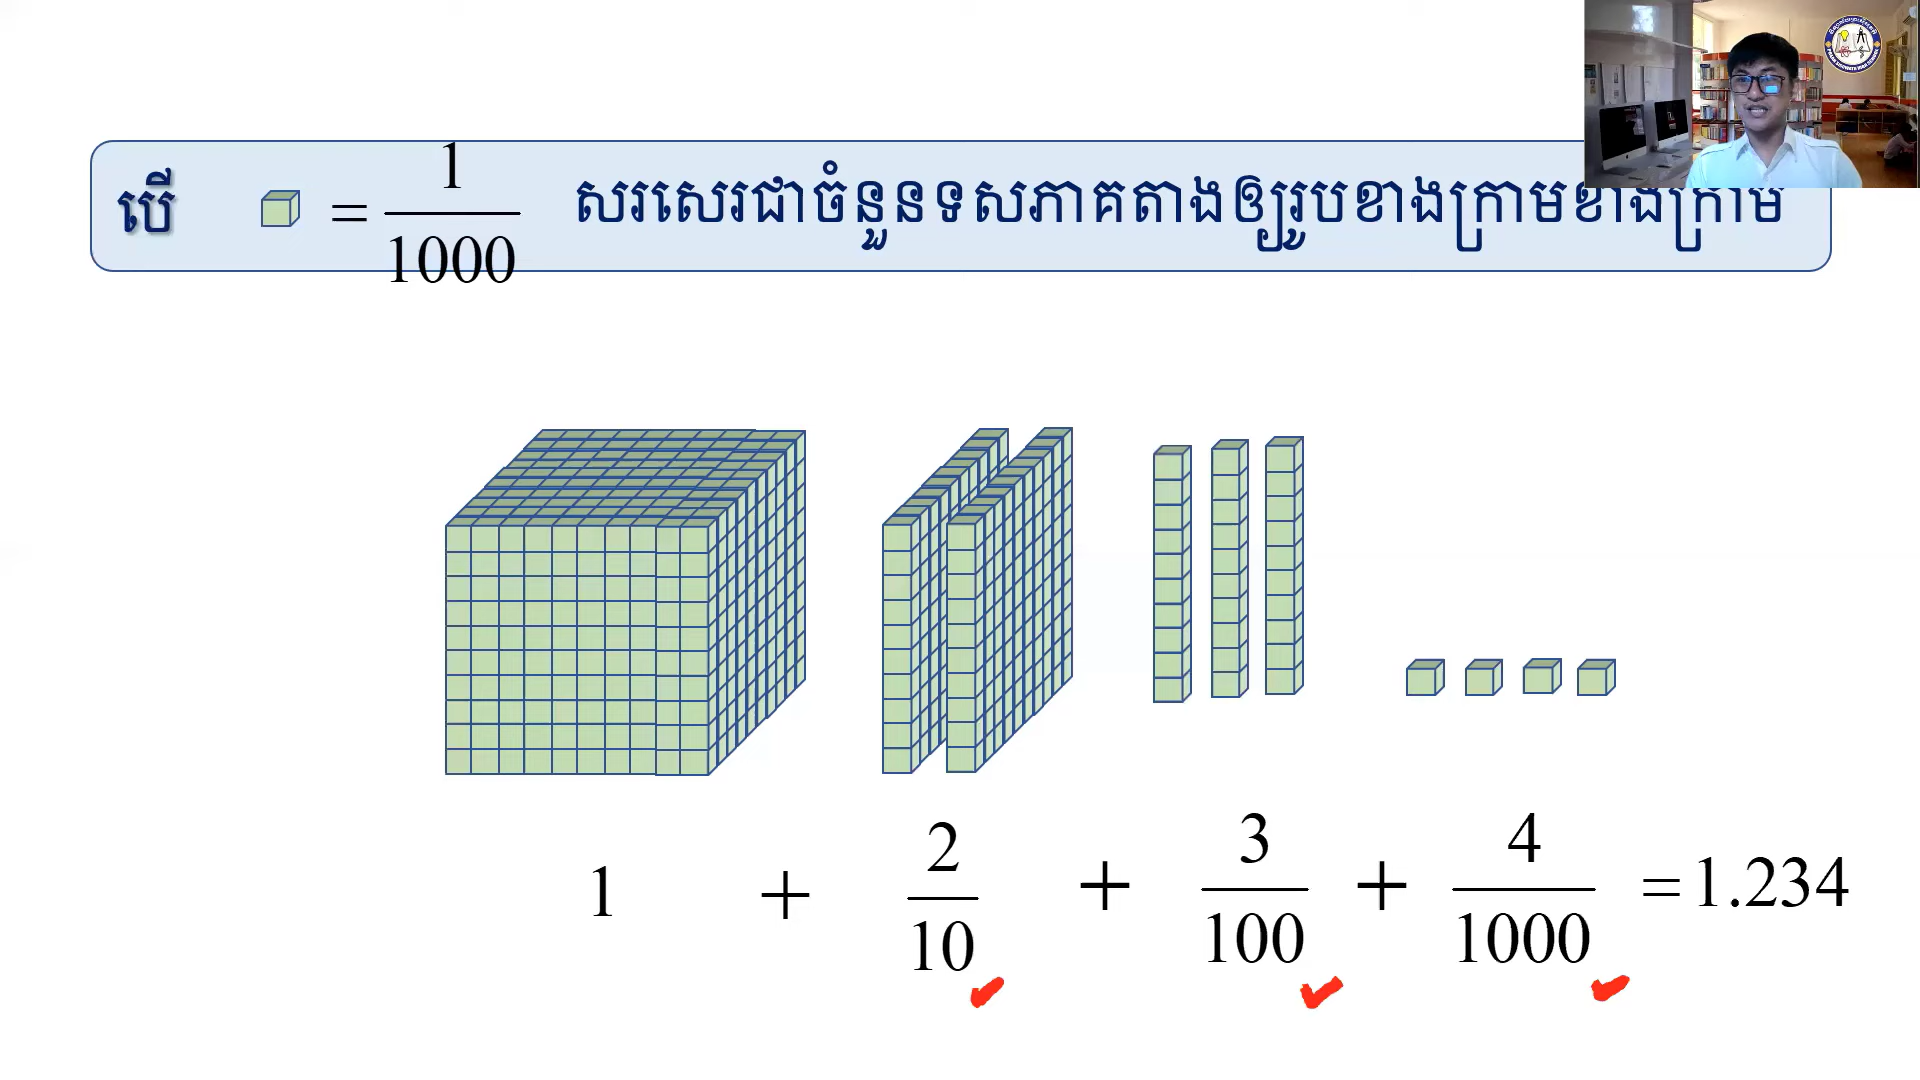 បើ = 1/1000 សរសេរជាចំនួនទសភាគតាងឲ្យរូបខាងក្រោមខាងក្រោម
1 + 2/10 + 3/100 + 4/1000 = 1.234